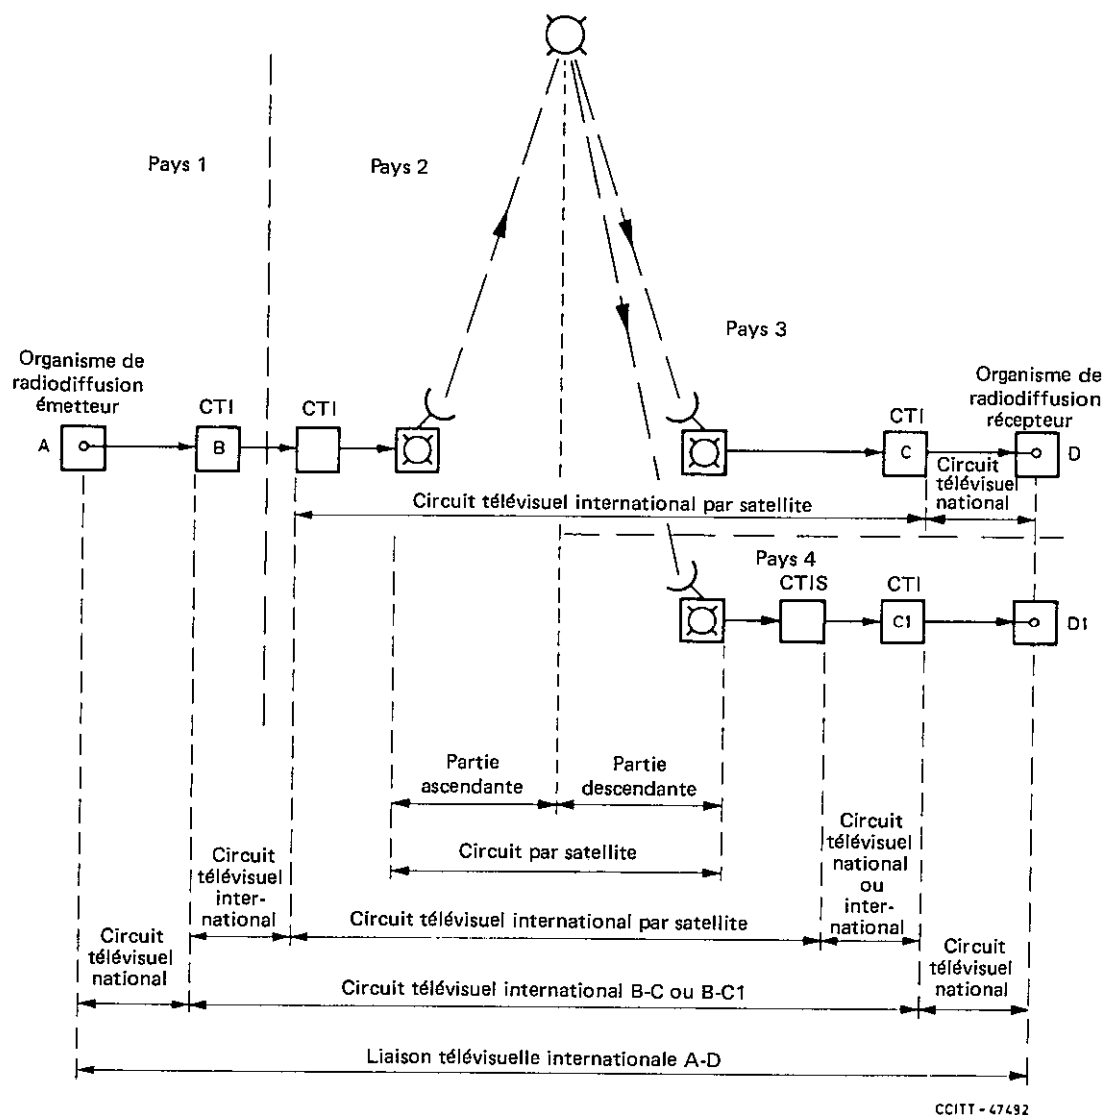 Pays 1
Pays 2
Pays 3
Organisme de
radiodiffusion
émetteur
Organisme de
radiodiffusion
récepteur
CTI
CTI
CTI
A
B
C
D
Circuit
télévisuel
national
Circuit télévisuel international par satellite
Pays 4
CTIS
CTI
C1
D1
Partie
ascendante
Partie
descendante
Circuit par satellite
Circuit
télévisuel
national
ou
inter-
national
Circuit
télévisuel
inter-
national
Circuit télévisuel international par satellite
Circuit
télévisuel
national
Circuit
télévisuel
national
Circuit télévisuel international B-C ou B-C1
Liaison télévisuelle internationale A-D
CCITT - 47492